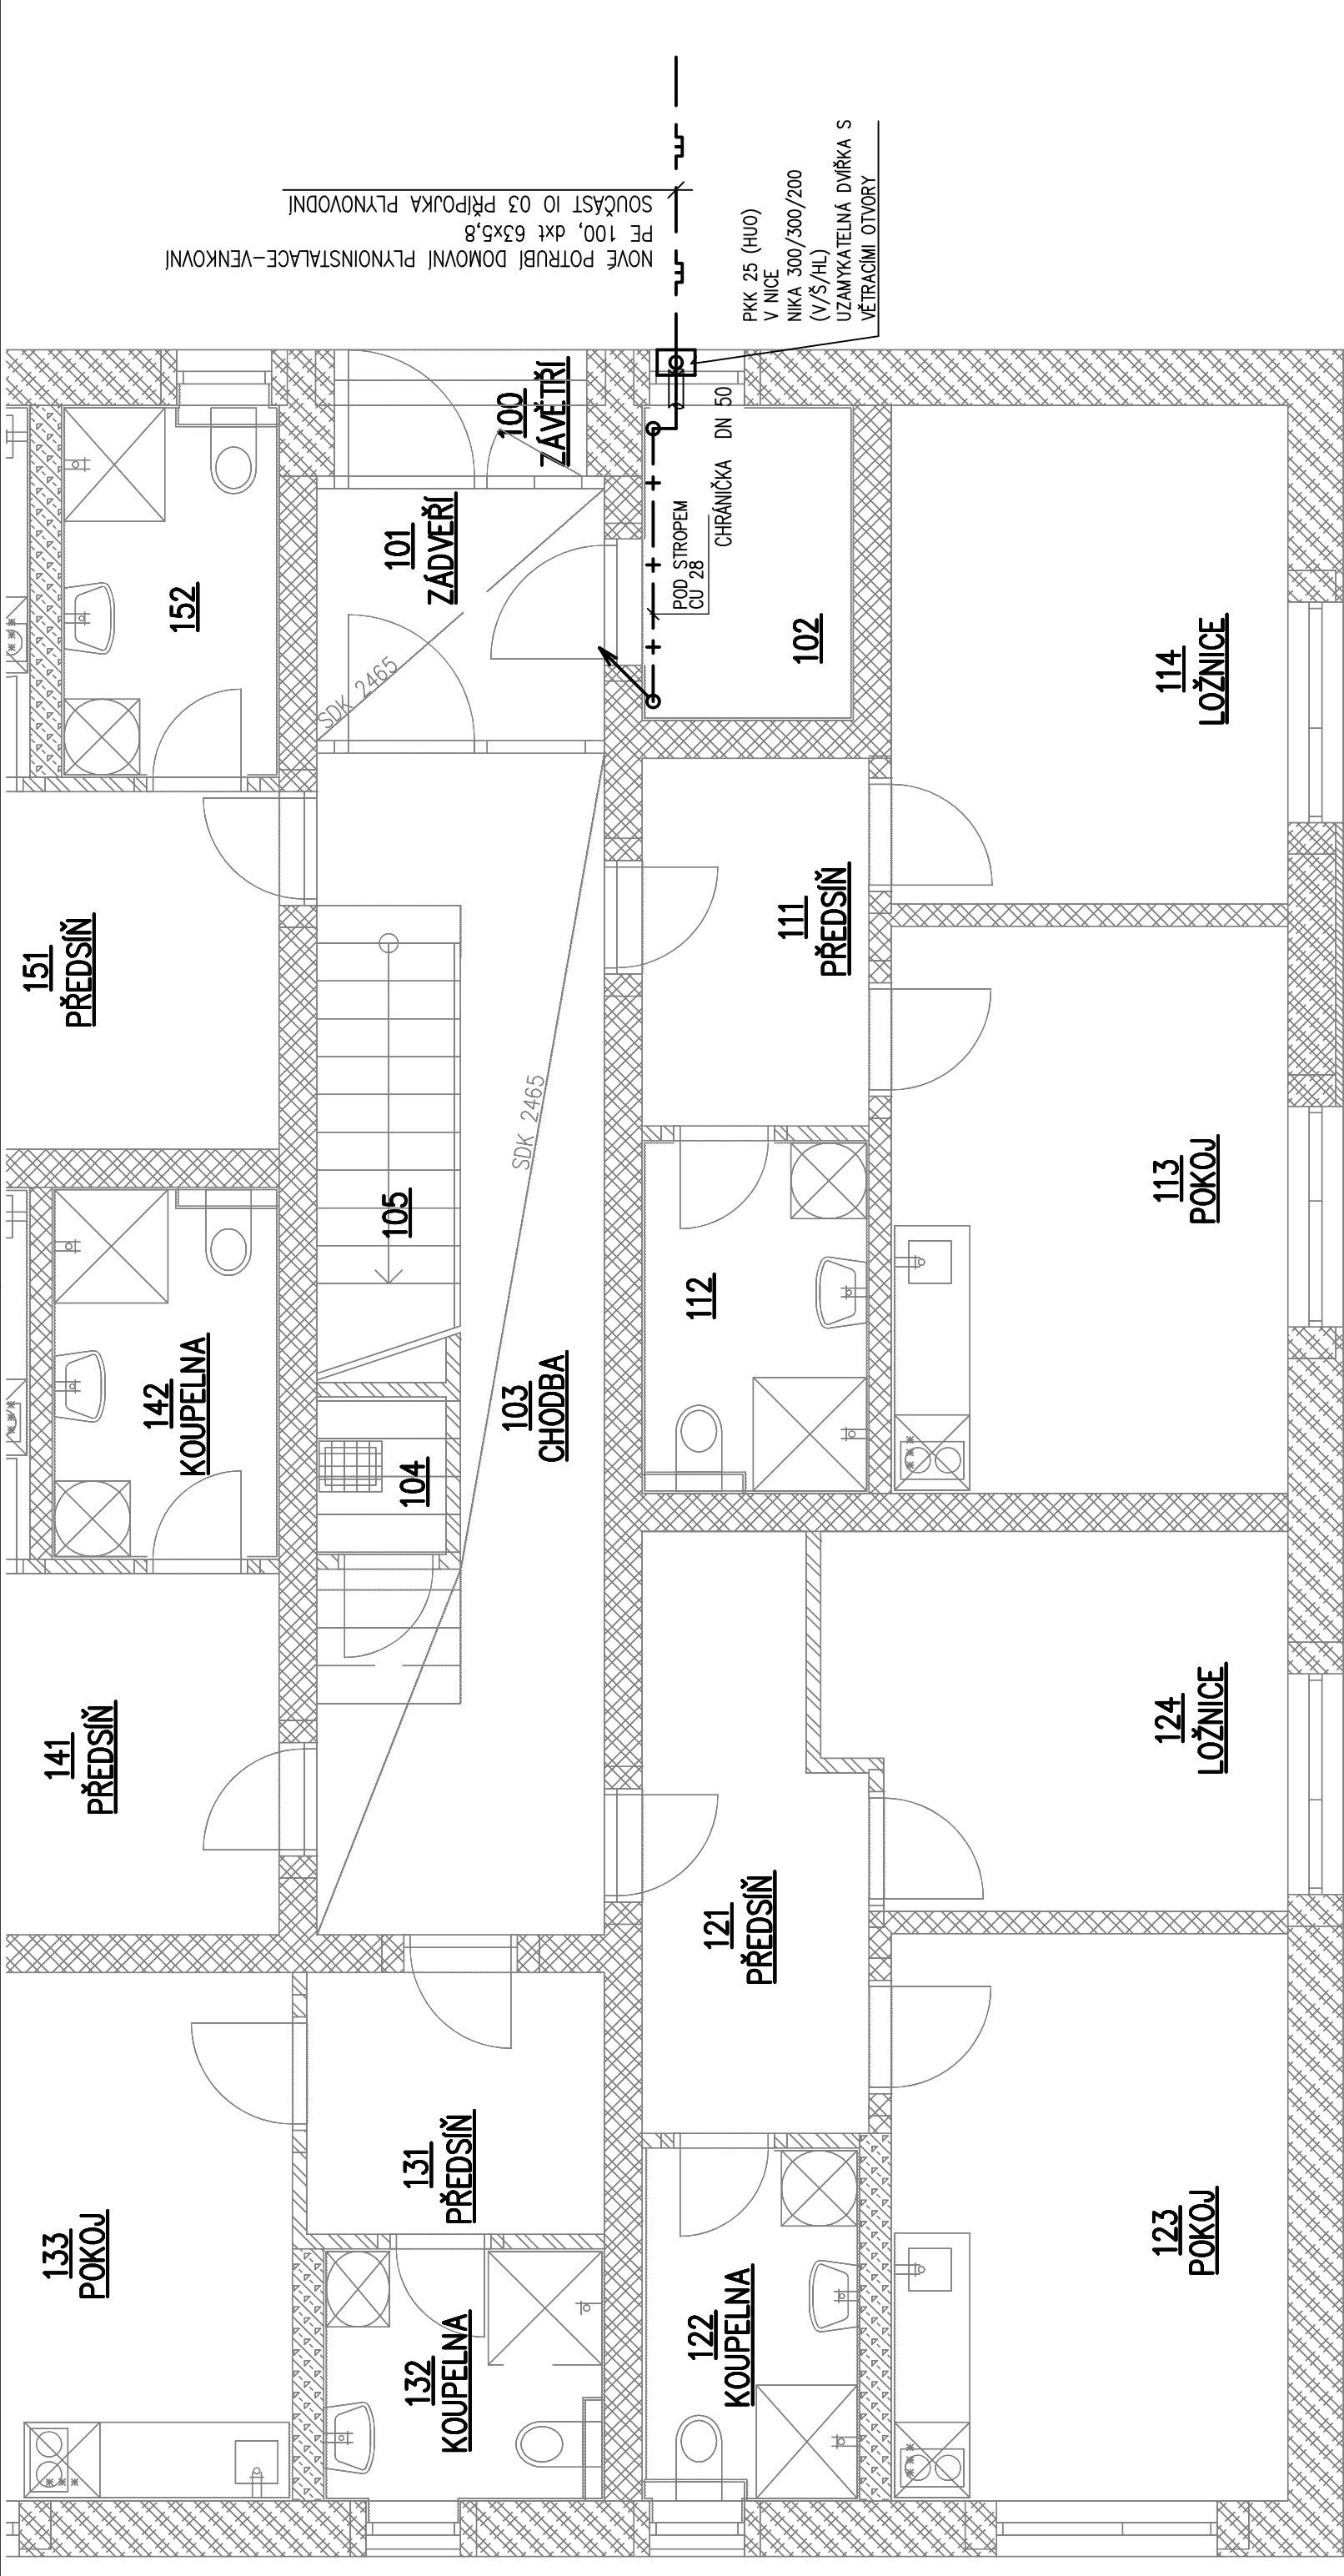 NOVÉ POTRUBÍ DOMOVNÍ PLYNOINSTALACE-VENKOVNÍ
PE 100, dxt 63x5,8
SOUČÁST IO 03 PŘÍPOJKA PLYNOVODNÍ
PKK 25 (HUO)
V NICE
NIKA 300/300/200
(V/Š/HL)
UZAMYKATELNÁ DVÍŘKA S
VĚTRACÍMI OTVORY
100
ZÁVĚTŘÍ
101
ZÁDVEŘÍ
SDK 2465
POD STROPEM
CU 28
CHRÁNIČKA DN 50
102
152
114
LOŽNICE
151
PŘEDSÍŇ
111
PŘEDSÍŇ
SDK 2465
105
113
POKOJ
112
142
KOUPELNA
103
CHODBA
104
141
PŘEDSÍŇ
124
LOŽNICE
121
PŘEDSÍŇ
131
PŘEDSÍŇ
133
POKOJ
123
POKOJ
132
KOUPELNA
122
KOUPELNA